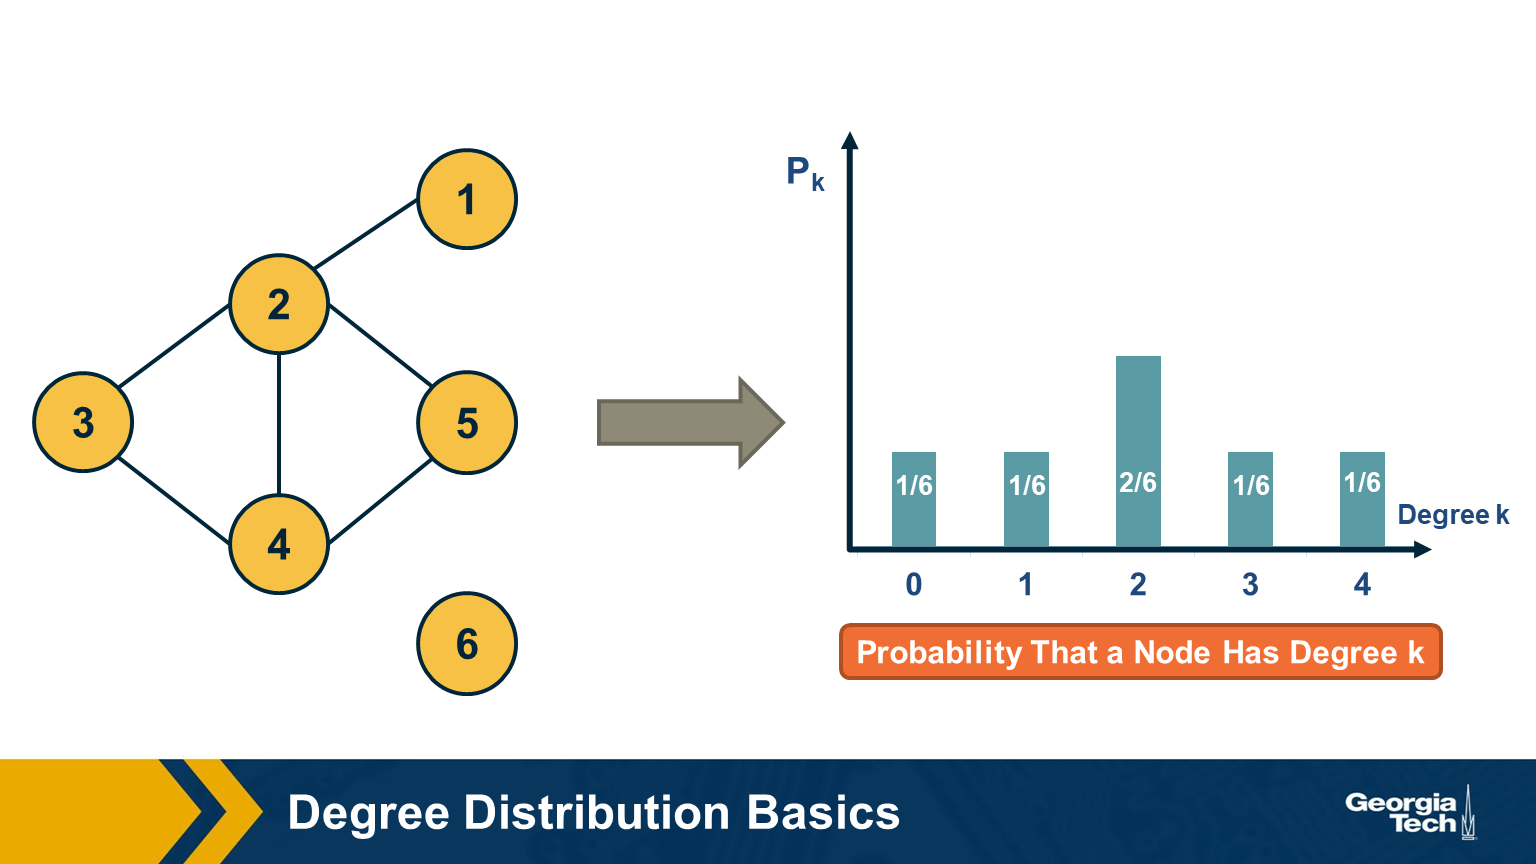 1
2
3
5
4
6
Pk
1/6
1/6
2/6
1/6
1/6
Degree k
0
1
2
3
4
Probability That a Node Has Degree k
Degree Distribution Basics
Georgia
Tech